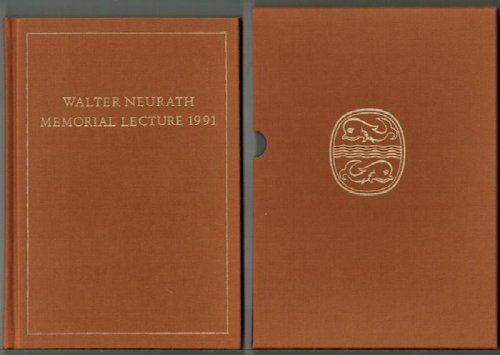 WALTER NEURATH
MEMORIAL LECTURE 1991